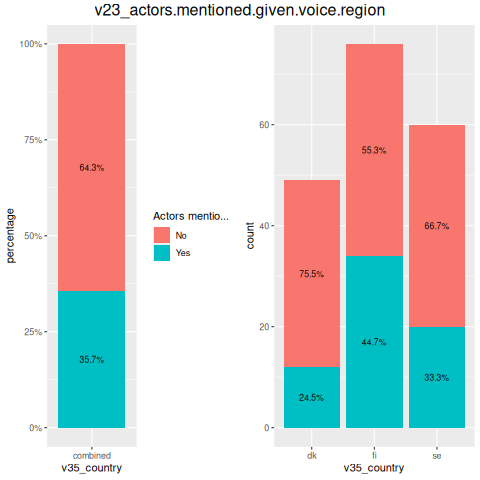 v23_actors.mentioned.given.voice.region
100%
75%
50%
25%
0%
percentage
64.3%
35.7%
combined
v35_country
Actors mentio...
No
Yes
60
40
20
0
count
75.5%
24.5%
55.3%
44.7%
66.7%
33.3%
dk
fi
se
v35_country